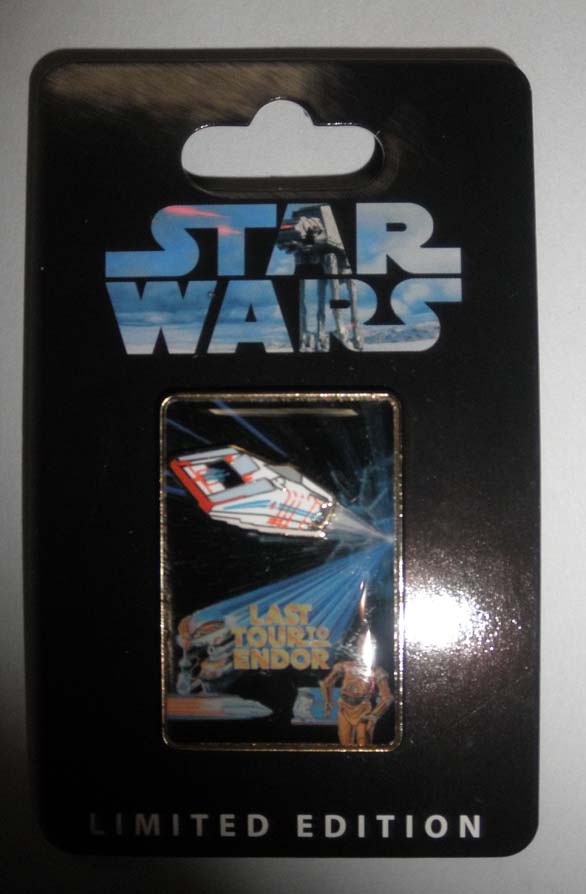 STAR
WARS
LAST
TOUR TO
ENDOR
LIMITED EDITION